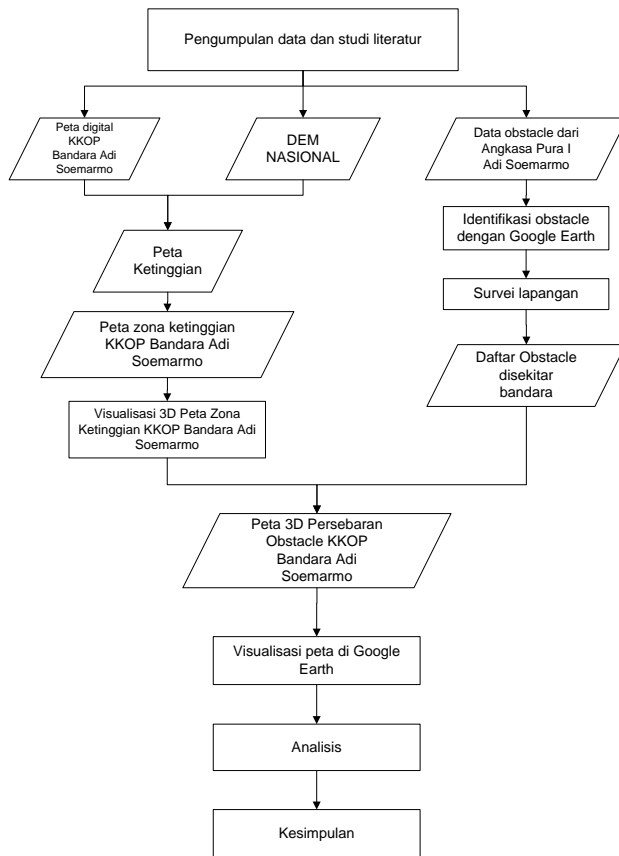 Pengumpulan data dan studi literatur
Peta digital
KKOP
Bandara Adi
Soemarmo
DEM
NASIONAL
Data obstacle dari
Angkasa Pura I
Adi Soemarmo
Identifikasi obstacle
dengan Google Earth
Peta
Ketinggian
Survei lapangan
Peta zona ketinggian
KKOP Bandara Adi
Soemarmo
Daftar Obstacle
disekitar
bandara
Visualisasi 3D Peta Zona
Ketinggian KKOP Bandara Adi
Soemarmo
Peta 3D Persebaran
Obstacle KKOP
Bandara Adi
Soemarmo
Visualisasi peta di Google
Earth
Analisis
Kesimpulan